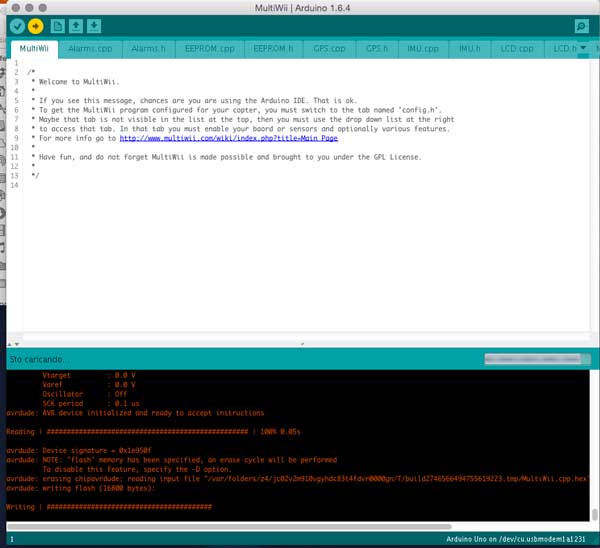 MultiWii | Arduino 1.6.4
MultiWii Alarms.cpp Alarms.h EEPROM.cpp EEPROM.h GPS.cpp GPS.h IMU.cpp IMU.h LCD.cpp LCD.h
1
2 /*
3 * Welcome to MultiWii.
4 *
5 * If you see this message, chances are you are using the Arduino IDE. That is ok.
6 * To get the MultiWii program configured for your copter, you must switch to the tab named 'config.h'.
7 * Maybe that tab is not visible in the list at the top, then you must use the drop down list at the right
8 * to access that tab. In that tab you must enable your baord or sensors and optionally various features.
9 * For more info go to http://www.multiwii.com/wiki/index.php?title=Main_Page
10 *
11 * Have fun, and do not forget MultiWii is made possible and brought to you under the GPL License.
12 *
13 */
14
Sto caricando...
Vtarget : 0.0 V
Varef : 0.0 V
Oscillator : Off
SCK period : 0.1 us
avrdude: AVR device initialized and ready to accept instructions
Reading | ################################################## | 100% 0.05s
avrdude: Device signature = 0x1e950f
avrdude: NOTE: "flash" memory has been specified, an erase cycle will be performed
To disable this feature, specify the -D option.
avrdude: erasing chipavrdude: reading input file "/var/folders/z4/jc02v2m910vgyhdc83t4fdvr0000gn/T/build2746566494755619223.tmp/MultiWii.cpp.hex"
avrdude: writing flash (16800 bytes):
Writing | #########################################
1
Arduino Uno on /dev/cu.usbmodem1a1231